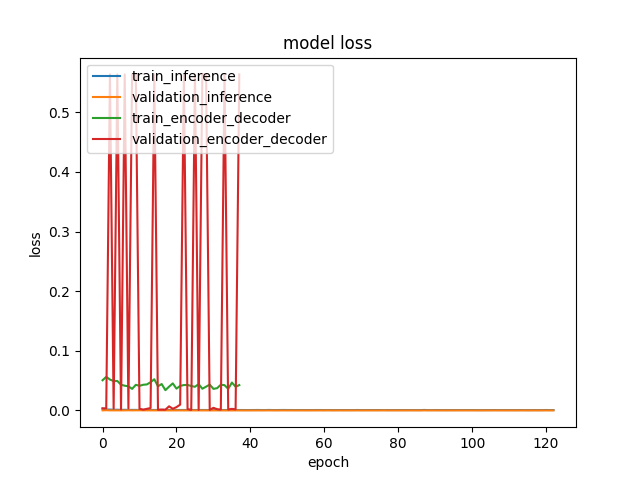 model loss
train_inference
validation_inference
train_encoder_decoder
validation_encoder_decoder
0.5
0.4
0.3
0.2
0.1
0.0
loss
0 20 40 60 80 100 120
epoch